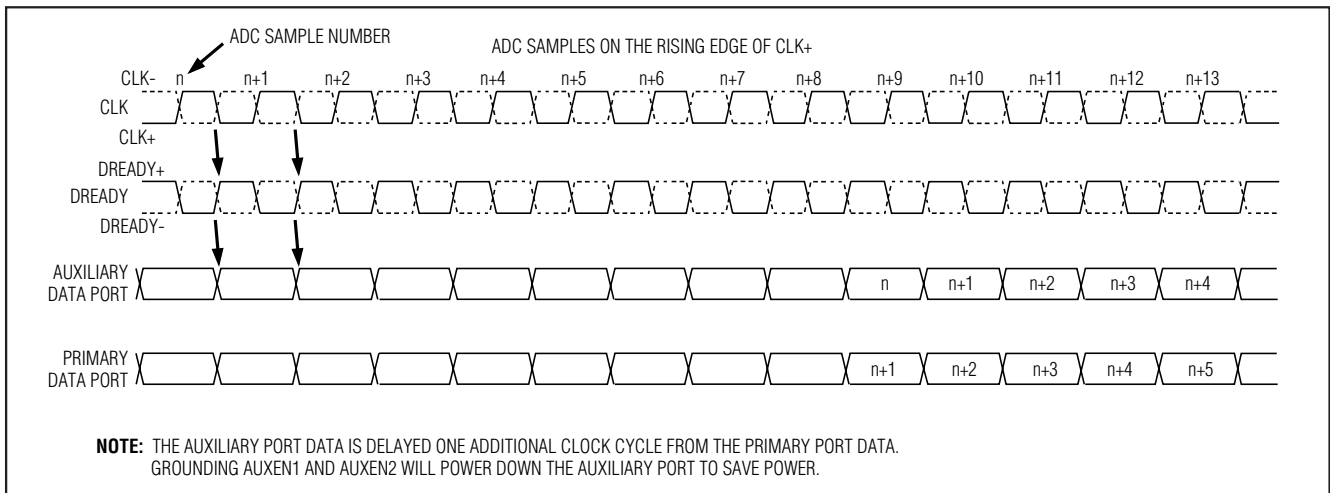 ADC SAMPLE NUMBER
ADC SAMPLES ON THE RISING EDGE OF CLK+
CLK- n n+1 n+2 n+3 n+4 n+5 n+6 n+7 n+8 n+9 n+10 n+11 n+12 n+13
CLK
CLK+
DREADY+
DREADY
DREADY-
AUXILIARY
DATA PORT
n n+1 n+2 n+3 n+4
PRIMARY
DATA PORT
n+1 n+2 n+3 n+4 n+5
NOTE: THE AUXILIARY PORT DATA IS DELAYED ONE ADDITIONAL CLOCK CYCLE FROM THE PRIMARY PORT DATA.
GROUNDING AUXEN1 AND AUXEN2 WILL POWER DOWN THE AUXILIARY PORT TO SAVE POWER.